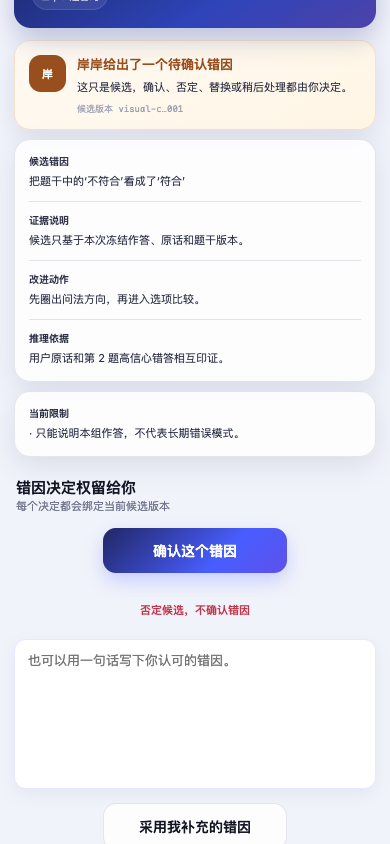 岸
岸岸给出了一个待确认错因
这只是候选，确认、否定、替换或稍后处理都由你决定。
候选版本 visual-c…001
候选错因
把题干中的‘不符合’看成了‘符合’
证据说明
候选只基于本次冻结作答、原话和题干版本。
改进动作
先圈出问法方向，再进入选项比较。
推理依据
用户原话和第 2 题高信心错答相互印证。
当前限制
· 只能说明本组作答，不代表长期错误模式。
错因决定权留给你
每个决定都会绑定当前候选版本
确认这个错因
否定候选，不确认错因
也可以用一句话写下你认可的错因。
采用我补充的错因